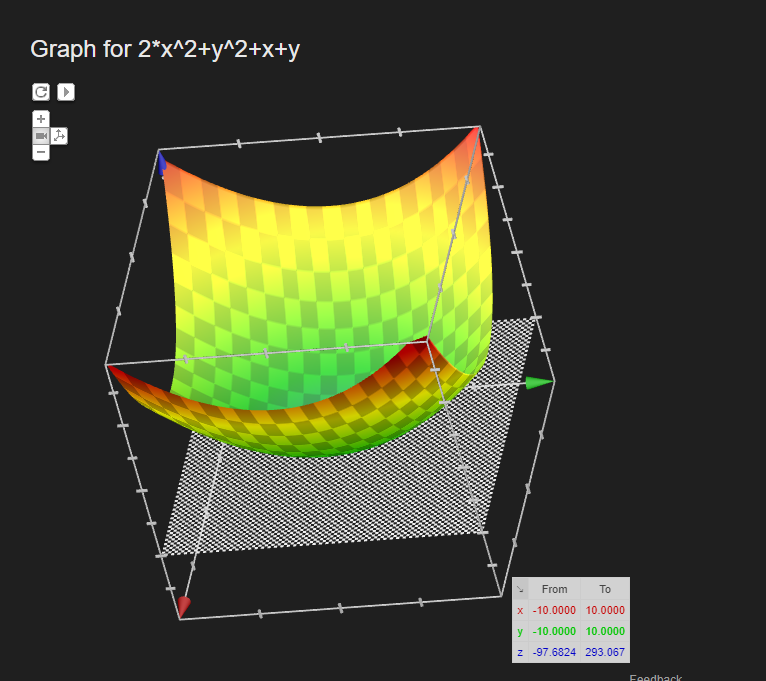 Graph for 2*x^2+y^2+x+y
From To
x -10.0000 10.0000
y -10.0000 10.0000
z -97.6824 293.067
Feedback